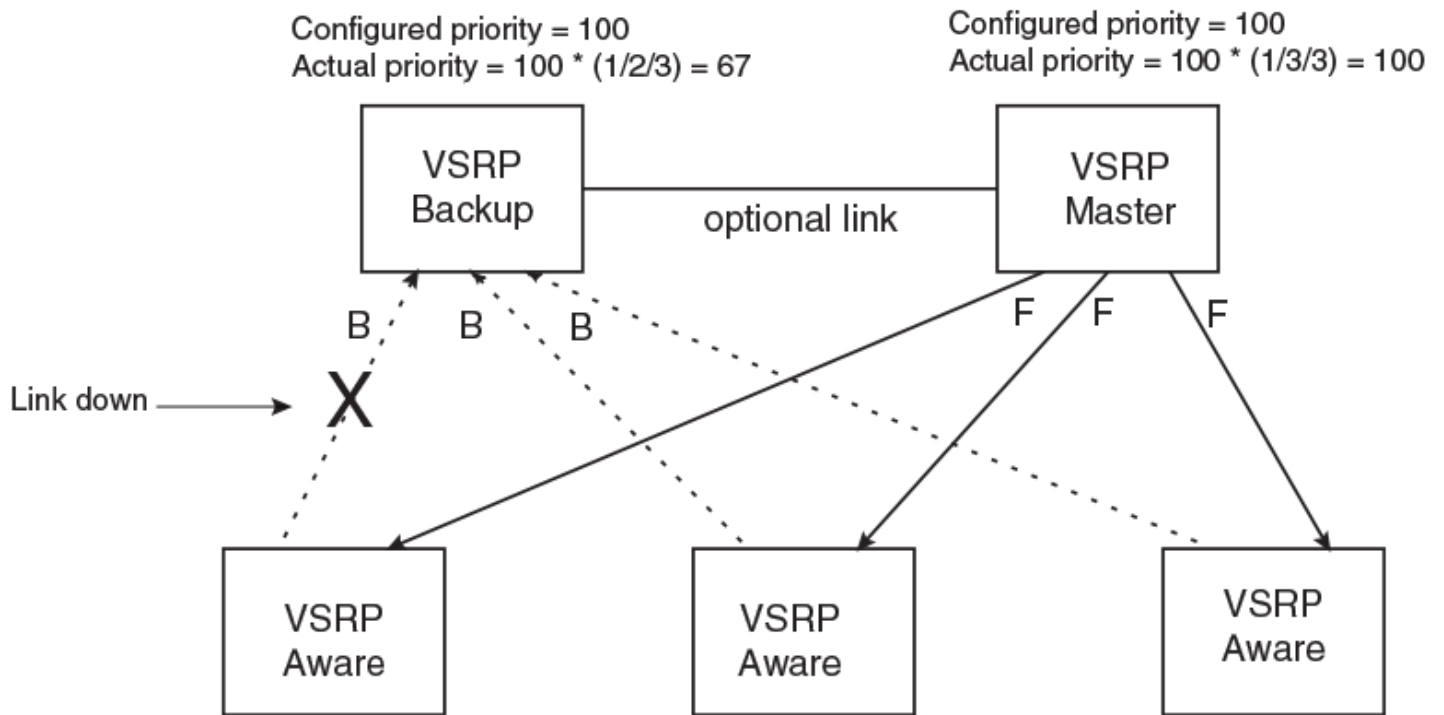 Configured priority = 100
Actual priority = 100 * (1/2/3) = 67
Configured priority = 100
Actual priority = 100 * (1/3/3) = 100
VSRP
Backup
optional link
VSRP
Master
B
B
B
F
F
F
Link down
X
VSRP
Aware
VSRP
Aware
VSRP
Aware